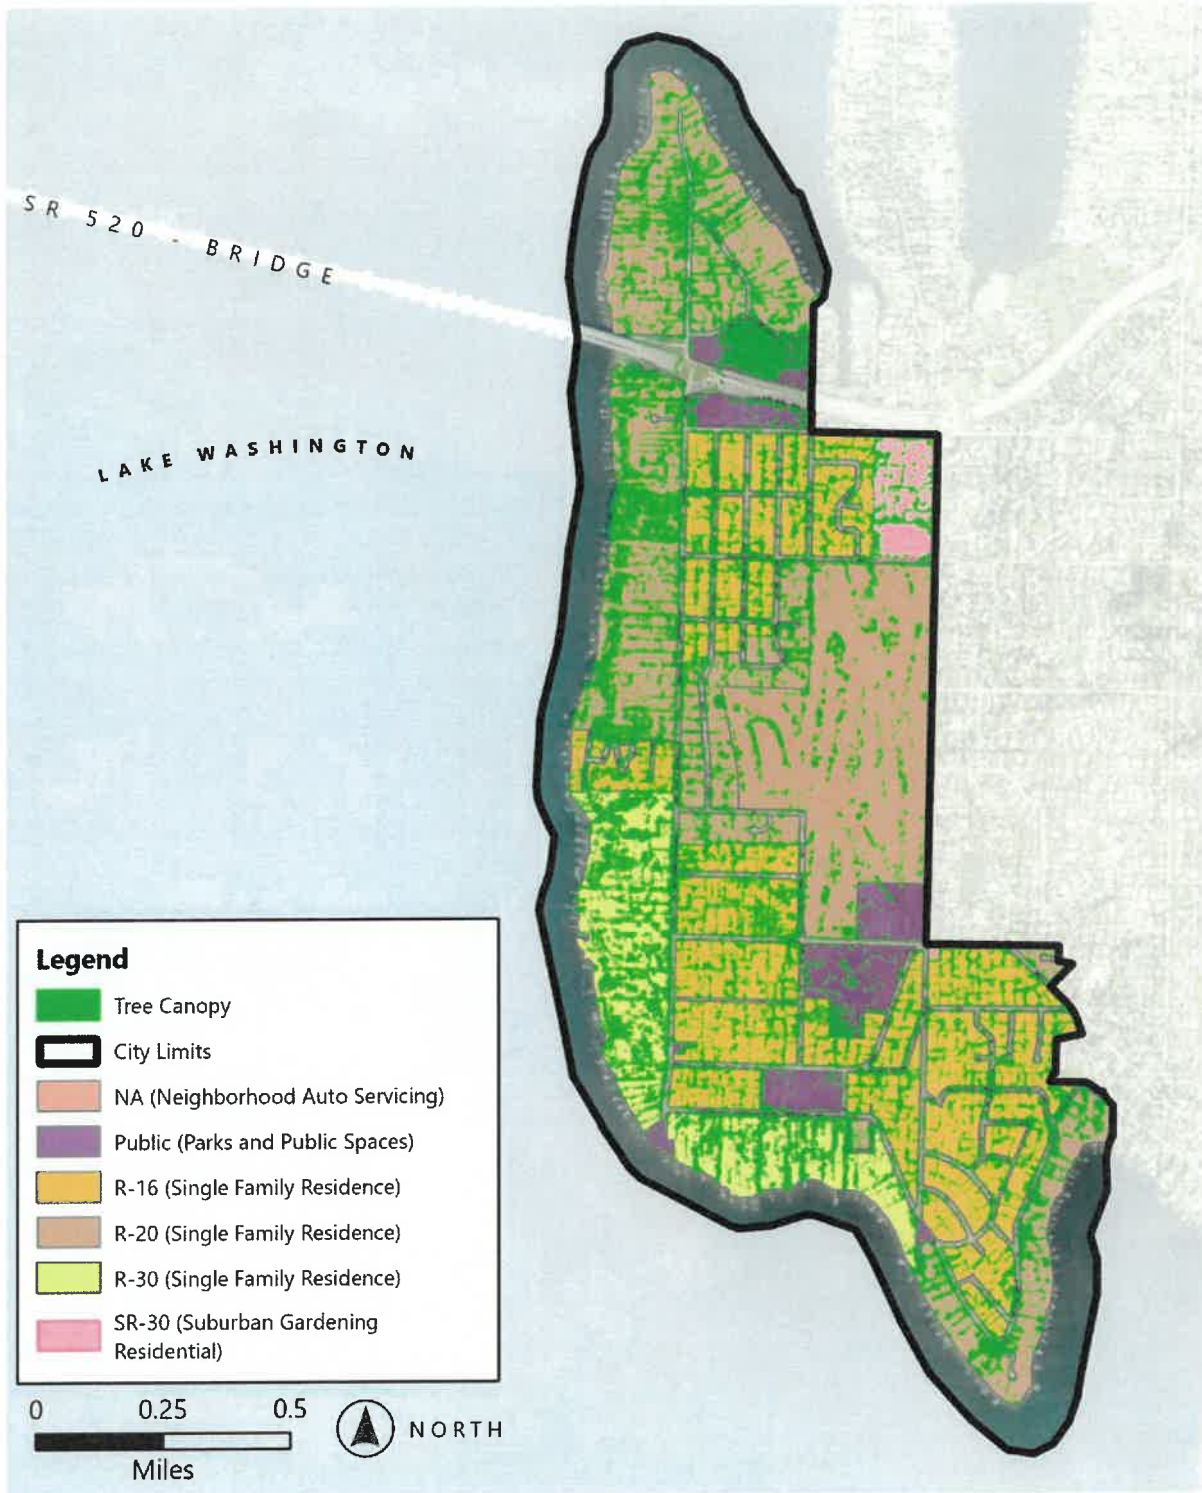 SR 520 - BRIDGE
LAKE WASHINGTON
Legend
Tree Canopy
City Limits
NA (Neighborhood Auto Servicing)
Public (Parks and Public Spaces)
R-16 (Single Family Residence)
R-20 (Single Family Residence)
R-30 (Single Family Residence)
SR-30 (Suburban Gardening
Residential)
0 0.25 0.5
NORTH
Miles